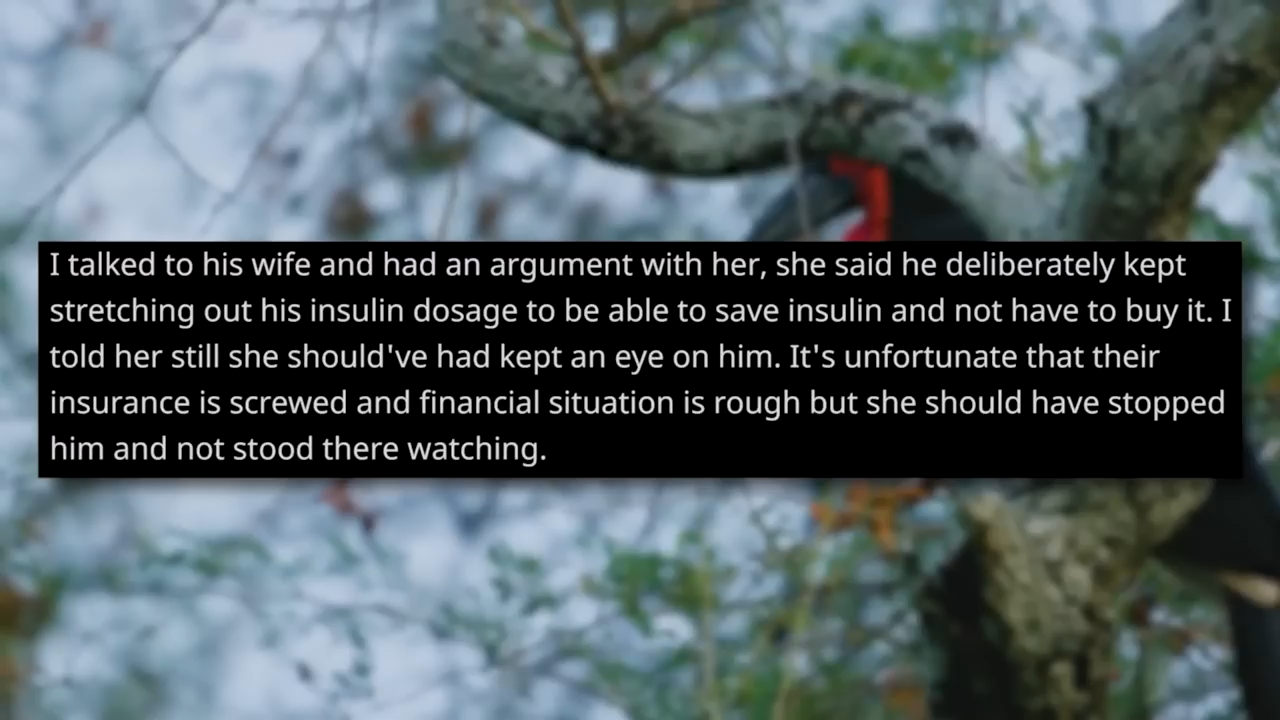 I talked to his wife and had an argument with her, she said he deliberately kept
stretching out his insulin dosage to be able to save insulin and not have to buy it. I
told her still she should've had kept an eye on him. It's unfortunate that their
insurance is screwed and financial situation is rough but she should have stopped
him and not stood there watching.